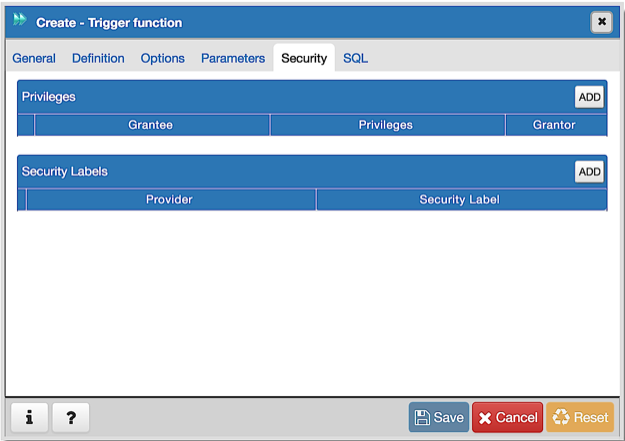 Create - Trigger function
General Definition Options Parameters Security SQL
Privileges ADD
Grantee Privileges Grantor
Security Labels ADD
Provider Security Label
i ? Save Cancel Reset